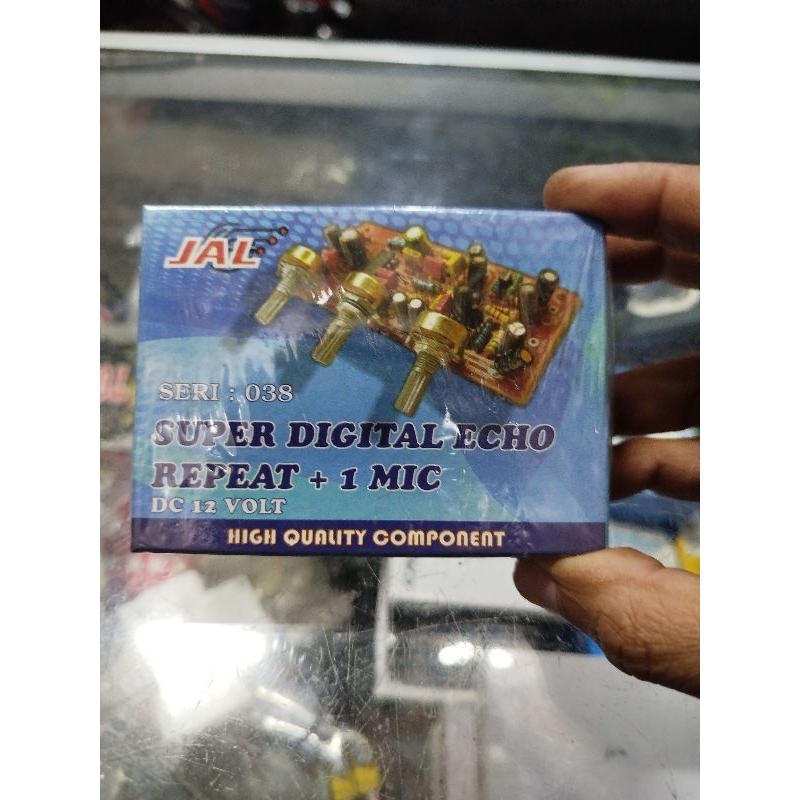 JAL
SERI : 038
SUPER DIGITAL ECHO
REPEAT + 1 MIC
DC 12 VOLT
HIGH QUALITY COMPONENT